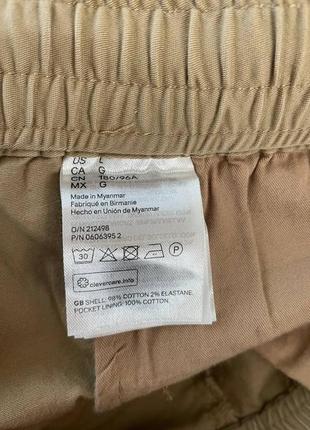 US L
CA G
CN 180/96A
MX G
Made in Myanmar
Fabriqué en Birmanie
Hecho en Unión de Myanmar
O/N 212498
P/N 0606395 2
30 P
clevercare.info
GB SHELL: 98% COTTON 2% ELASTANE.
POCKET LINING: 100% COTTON.